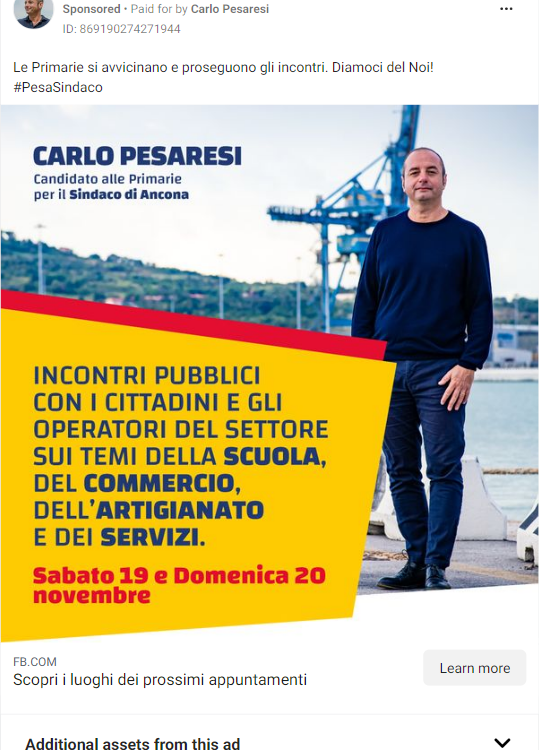 Sponsored • Paid for by Carlo Pesaresi
ID: 869190274271944
Le Primarie si avvicinano e proseguono gli incontri. Diamoci del Noi!
#PesaSindaco
CARLO PESARESI
Candidato alle Primarie
per il Sindaco di Ancona
INCONTRI PUBBLICI
CON I CITTADINI E GLI
OPERATORI DEL SETTORE
SUI TEMI DELLA SCUOLA,
DEL COMMERCIO,
DELL'ARTIGIANATO
E DEI SERVIZI.
Sabato 19 e Domenica 20
novembre
FB.COM
Scopri i luoghi dei prossimi appuntamenti
Learn more
Additional assets from this ad